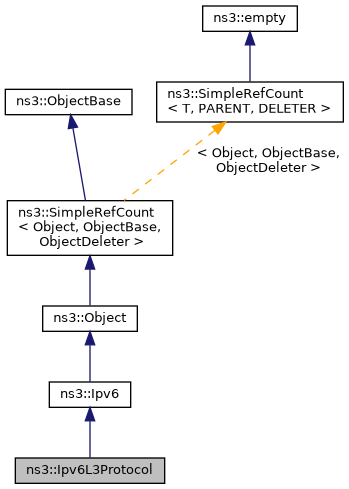 ns3::empty
ns3::ObjectBase
ns3::SimpleRefCount
< T, PARENT, DELETER >
< Object, ObjectBase,
ObjectDeleter >
ns3::SimpleRefCount
< Object, ObjectBase,
ObjectDeleter >
ns3::Object
ns3::Ipv6
ns3::Ipv6L3Protocol